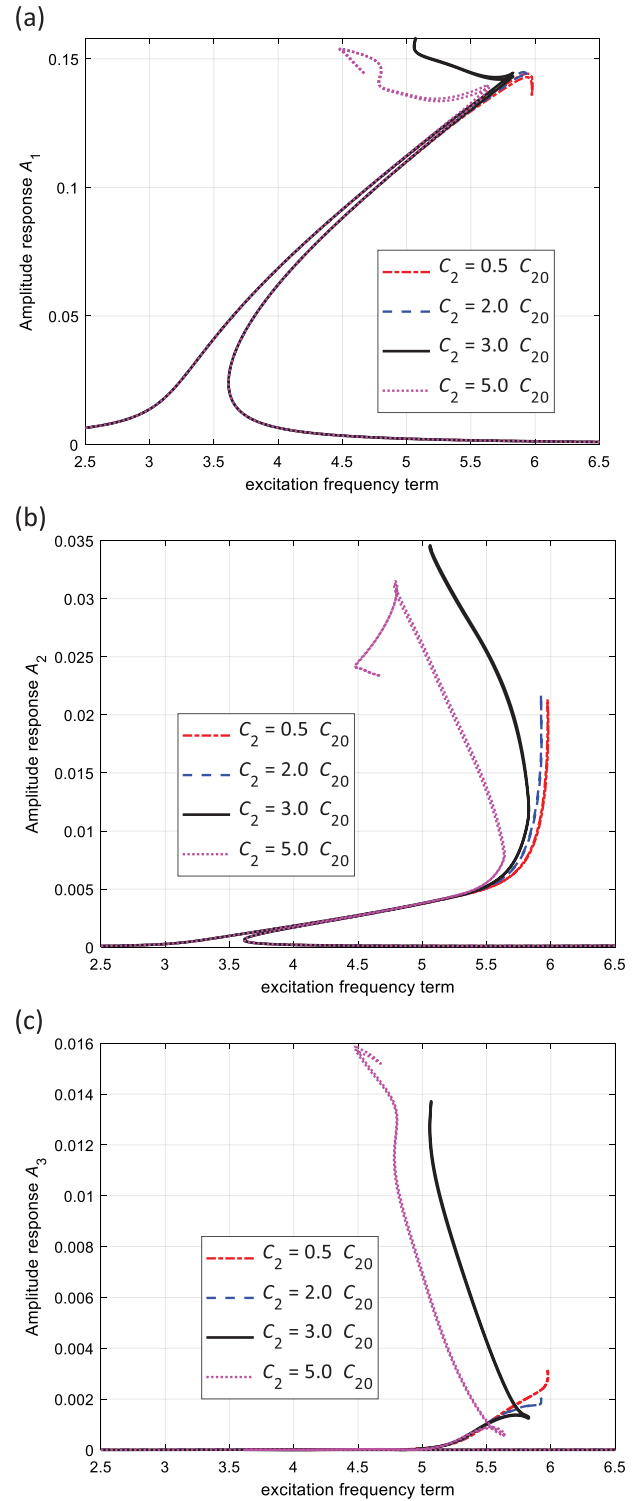 (a)
0.15
0.1
0.05
0
Amplitude response A1
C2 = 0.5 C20
C2 = 2.0 C20
C2 = 3.0 C20
C2 = 5.0 C20
2.5 3 3.5 4 4.5 5 5.5 6 6.5
excitation frequency term
(b)
0.035
0.03
0.025
0.02
0.015
0.01
0.005
0
Amplitude response A2
C2 = 0.5 C20
C2 = 2.0 C20
C2 = 3.0 C20
C2 = 5.0 C20
2.5 3 3.5 4 4.5 5 5.5 6 6.5
excitation frequency term
(c)
0.016
0.014
0.012
0.01
0.008
0.006
0.004
0.002
0
Amplitude response A3
C2 = 0.5 C20
C2 = 2.0 C20
C2 = 3.0 C20
C2 = 5.0 C20
2.5 3 3.5 4 4.5 5 5.5 6 6.5
excitation frequency term